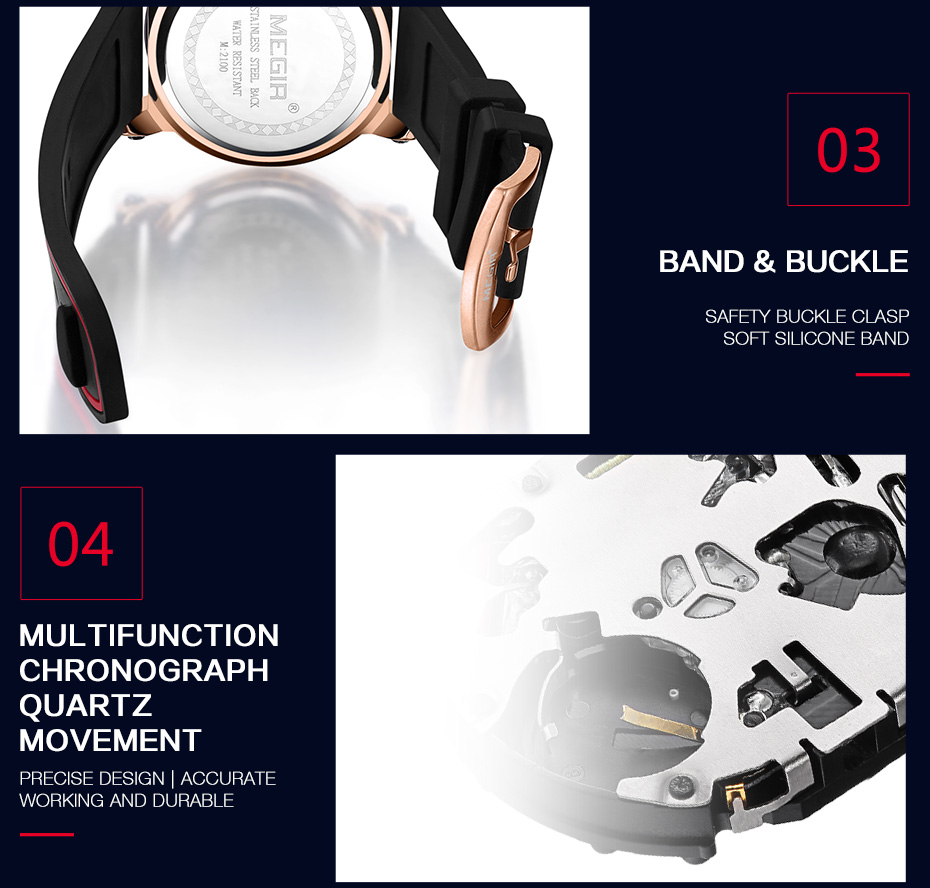 MEGIR®
STAINLESS STEEL BACK
WATER RESISTANT
M:2100
03
BAND & BUCKLE
SAFETY BUCKLE CLASP
SOFT SILICONE BAND
04
MULTIFUNCTION
CHRONOGRAPH
QUARTZ
MOVEMENT
PRECISE DESIGN | ACCURATE
WORKING AND DURABLE